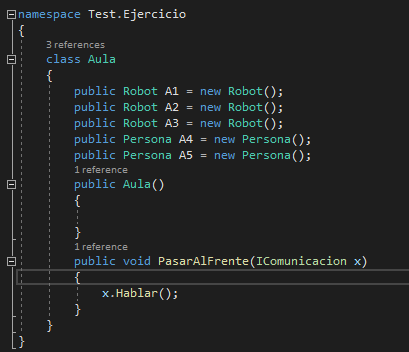 namespace Test.Ejercicio
{
3 references
class Aula
{
public Robot A1 = new Robot();
public Robot A2 = new Robot();
public Robot A3 = new Robot();
public Persona A4 = new Persona();
public Persona A5 = new Persona();
1 reference
public Aula()
{
}
1 reference
public void PasarAlFrente(IComunicacion x)
{
x.Hablar();
}
}
}